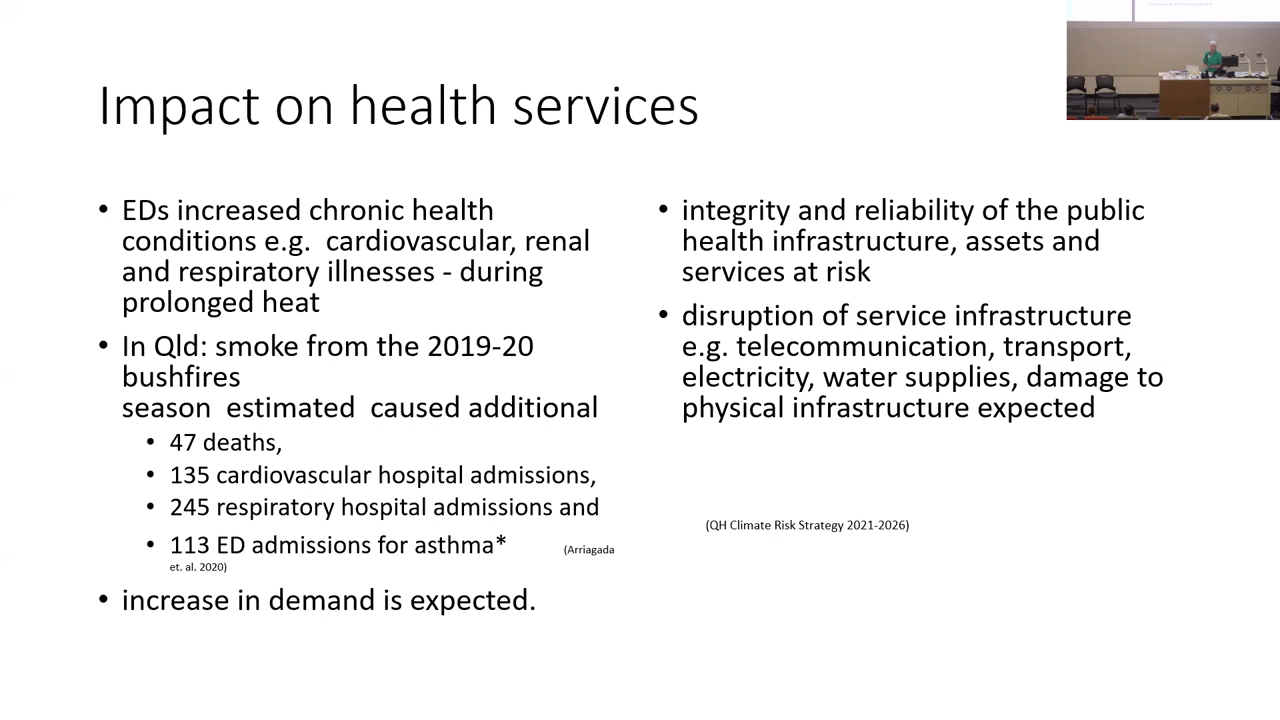 Impact on health services
• EDs increased chronic health
conditions e.g.  cardiovascular, renal
and respiratory illnesses - during
prolonged heat
• In Qld: smoke from the 2019-20
bushfires
season  estimated  caused additional
• 47 deaths,
• 135 cardiovascular hospital admissions,
• 245 respiratory hospital admissions and
• 113 ED admissions for asthma* (Arriagada
et. al. 2020)
• increase in demand is expected.
• integrity and reliability of the public
health infrastructure, assets and
services at risk
• disruption of service infrastructure
e.g. telecommunication, transport,
electricity, water supplies, damage to
physical infrastructure expected
(QH Climate Risk Strategy 2021-2026)